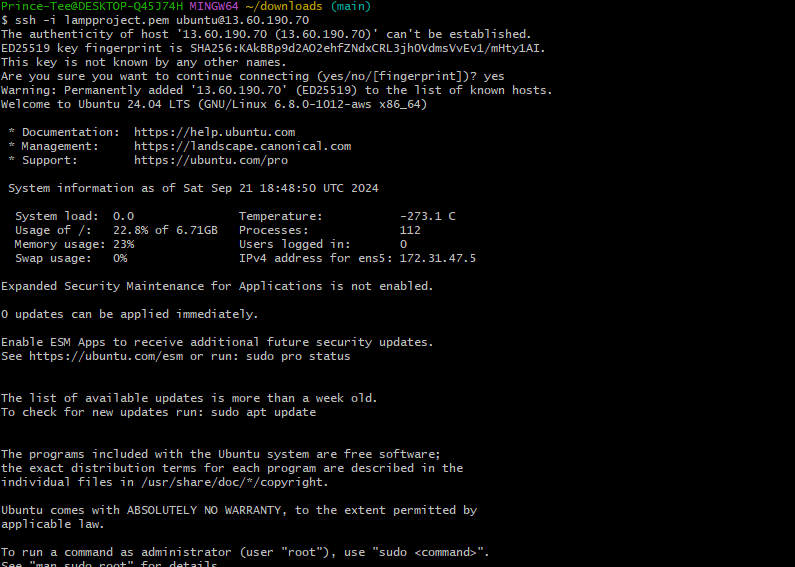 Prince-Tee@DESKTOP-Q45J74H MINGW64 ~/downloads (main)
$ ssh -i lampproject.pem ubuntu@13.60.190.70
The authenticity of host '13.60.190.70 (13.60.190.70)' can't be established.
ED25519 key fingerprint is SHA256:KAkBBp9d2AO2ehfZNdxCRL3jhOVdmsVvEv1/mHty1AI.
This key is not known by any other names.
Are you sure you want to continue connecting (yes/no/[fingerprint])? yes
Warning: Permanently added '13.60.190.70' (ED25519) to the list of known hosts.
Welcome to Ubuntu 24.04 LTS (GNU/Linux 6.8.0-1012-aws x86_64)
* Documentation:  https://help.ubuntu.com
* Management:     https://landscape.canonical.com
* Support:        https://ubuntu.com/pro
System information as of Sat Sep 21 18:48:50 UTC 2024
System load:  0.0               Temperature:           -273.1 C
Usage of /:   22.8% of 6.71GB   Processes:             112
Memory usage: 23%               Users logged in:       0
Swap usage:   0%                IPv4 address for ens5: 172.31.47.5
Expanded Security Maintenance for Applications is not enabled.
0 updates can be applied immediately.
Enable ESM Apps to receive additional future security updates.
See https://ubuntu.com/esm or run: sudo pro status
The list of available updates is more than a week old.
To check for new updates run: sudo apt update
The programs included with the Ubuntu system are free software;
the exact distribution terms for each program are described in the
individual files in /usr/share/doc/*/copyright.
Ubuntu comes with ABSOLUTELY NO WARRANTY, to the extent permitted by
applicable law.
To run a command as administrator (user "root"), use "sudo <command>".
See "man sudo_root" for details.